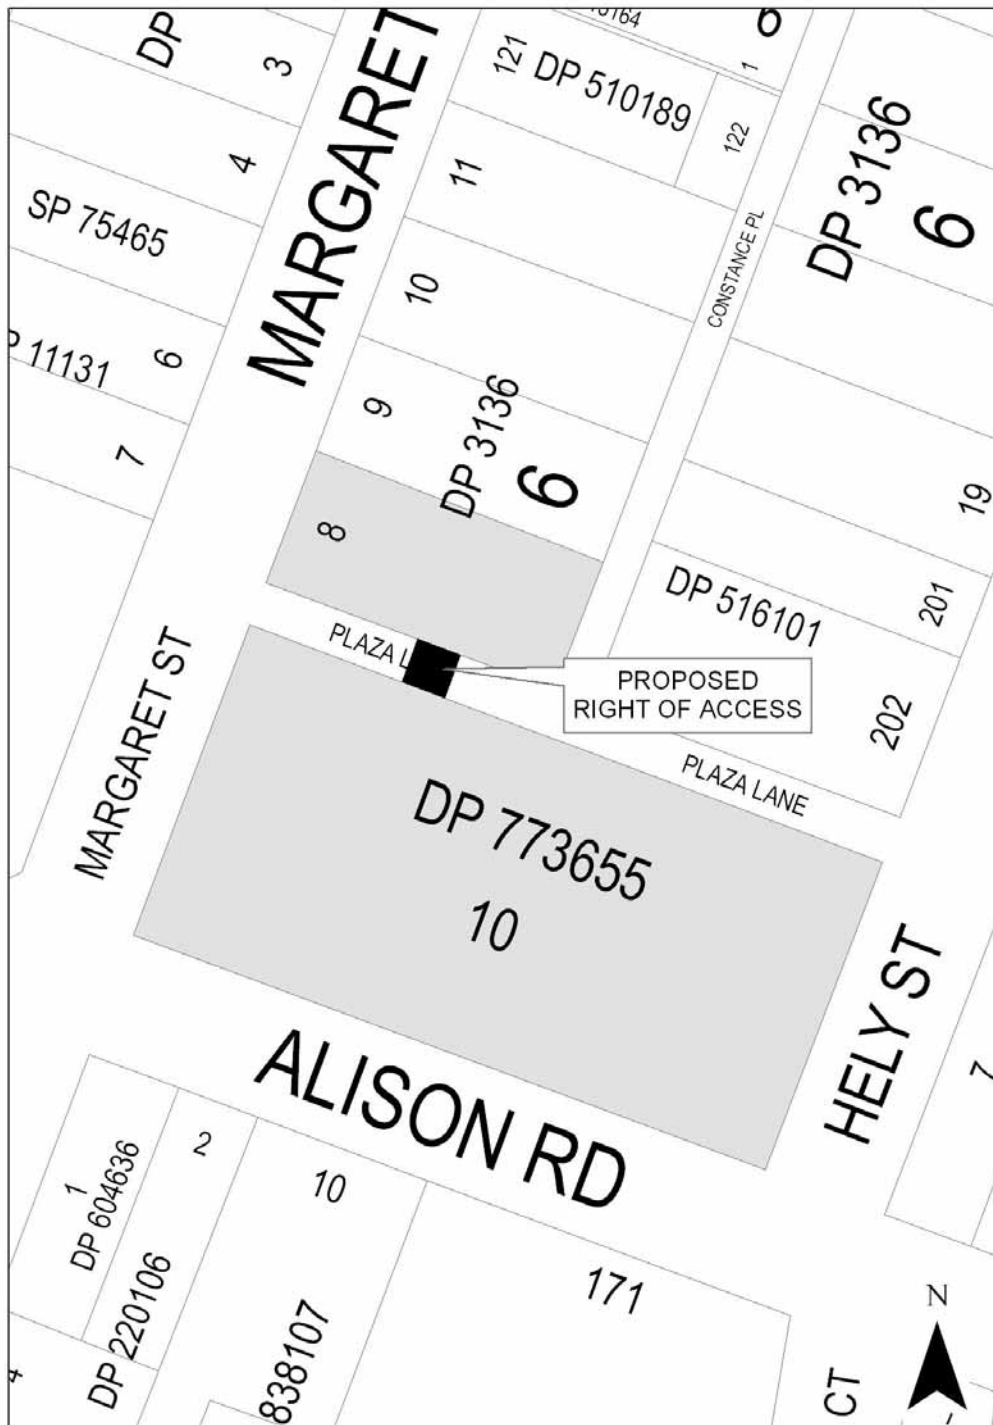 DP
3
MARGARET
121
DP 510189
1
6
122
DP 3136
6
4
11
SP 75465
CONSTANCE PL
10
6
11131
9
DP 3136
6
7
19
8
DP 516101
201
PLAZA L
PROPOSED
RIGHT OF ACCESS
202
MARGARET ST
PLAZA LANE
DP 773655
10
HELY ST
ALISON RD
7
1
DP 604636
2
10
DP 220106
171
838107
N
4
CT